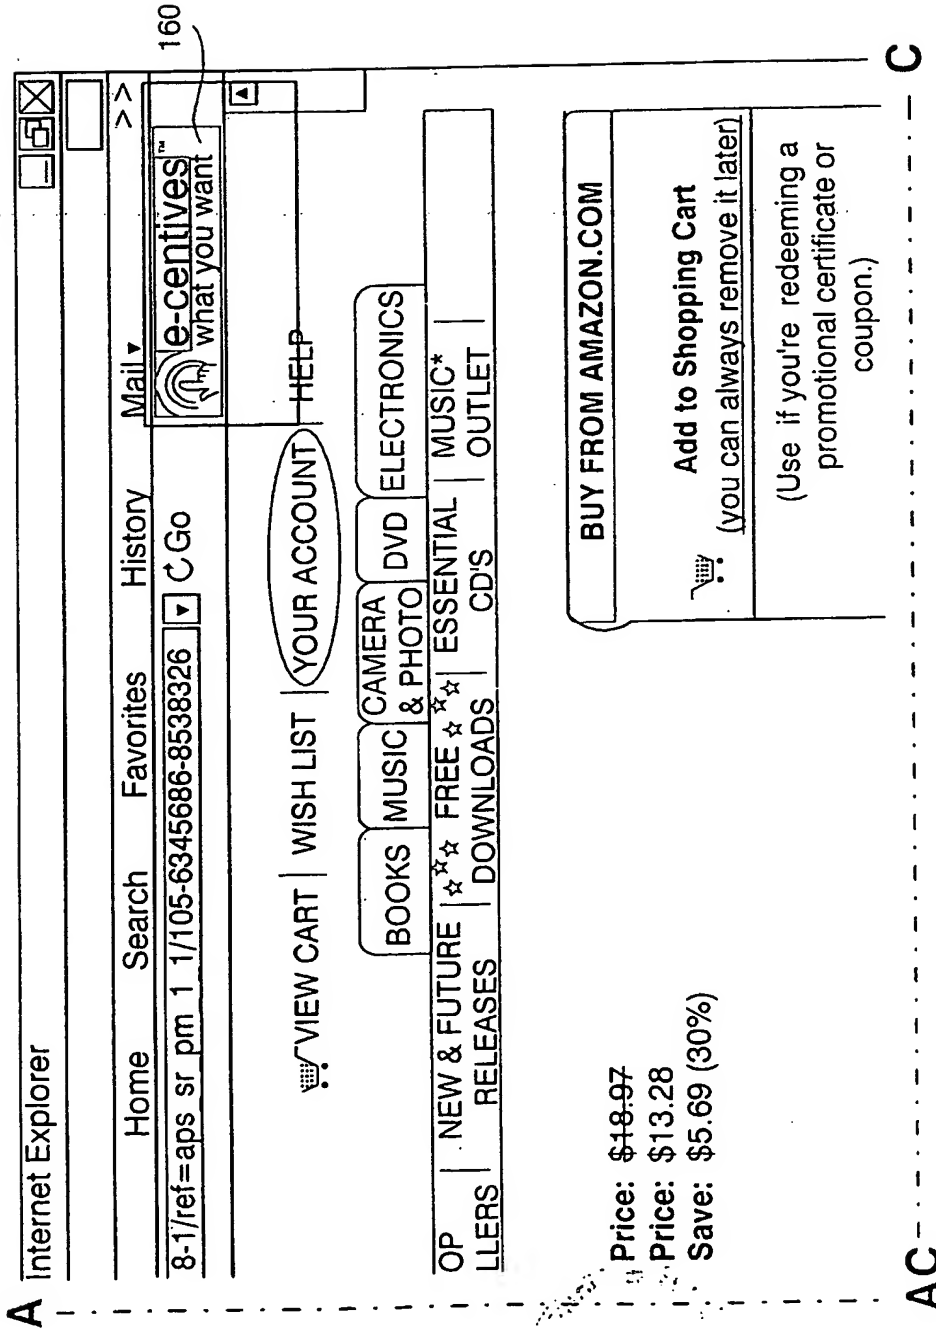 A
Internet Explorer
Home Search Favorites History Mail >>
8-1/ref=aps sr pm 1 1/105-6345686-8538326 Go
e-centives™
what you want
160
VIEW CART | WISH LIST | YOUR ACCOUNT HELP
BOOKS MUSIC CAMERA & PHOTO DVD ELECTRONICS
OP | NEW & FUTURE | FREE | ESSENTIAL | MUSIC* |
LLERS | RELEASES | DOWNLOADS | CD'S | OUTLET |
Price: $18.97
Price: $13.28
Save: $5.69 (30%)
BUY FROM AMAZON.COM
Add to Shopping Cart
(you can always remove it later)
(Use if you're redeeming a
promotional certificate or
coupon.)
AC
C